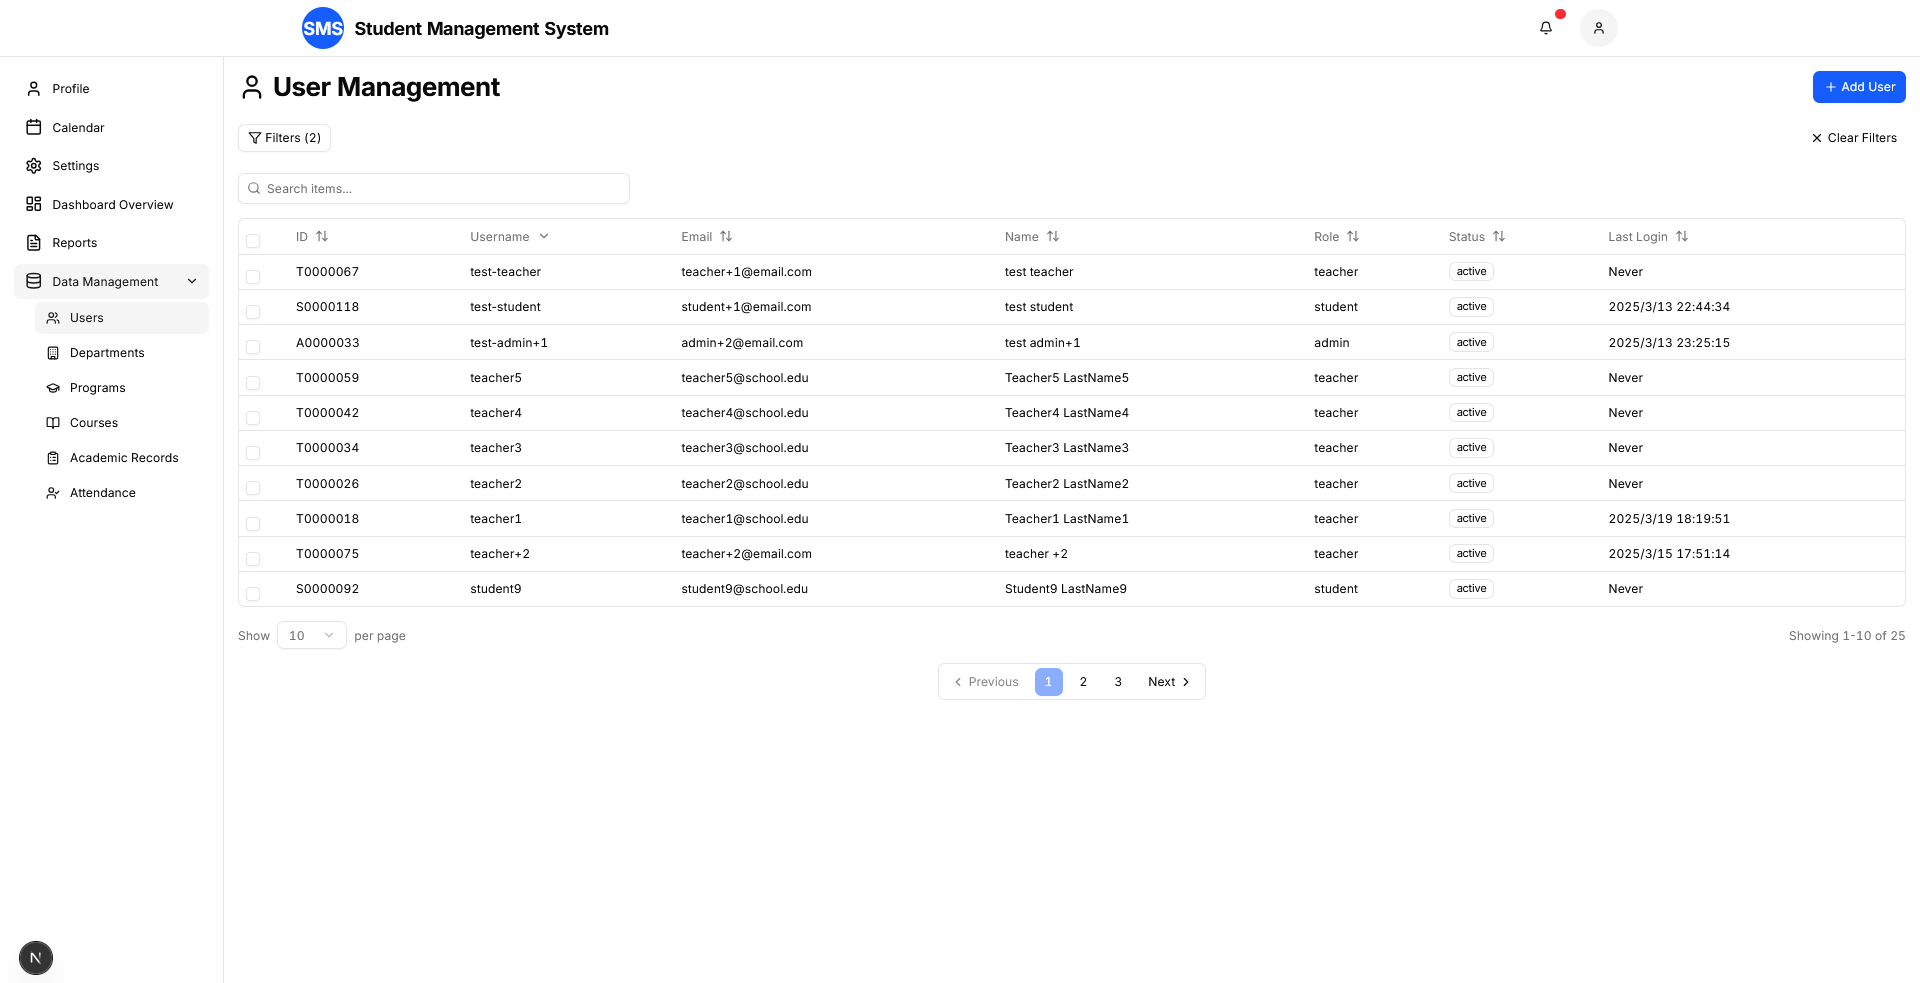 SMS Student Management System
Profile
Calendar
Settings
Dashboard Overview
Reports
Data Management
Users
Departments
Programs
Courses
Academic Records
Attendance
User Management
+ Add User
Filters (2)
Clear Filters
Search items...
ID Username Email Name Role Status Last Login
T0000067 test-teacher teacher+1@email.com test teacher teacher active Never
S0000118 test-student student+1@email.com test student student active 2025/3/13 22:44:34
A0000033 test-admin+1 admin+2@email.com test admin+1 admin active 2025/3/13 23:25:15
T0000059 teacher5 teacher5@school.edu Teacher5 LastName5 teacher active Never
T0000042 teacher4 teacher4@school.edu Teacher4 LastName4 teacher active Never
T0000034 teacher3 teacher3@school.edu Teacher3 LastName3 teacher active Never
T0000026 teacher2 teacher2@school.edu Teacher2 LastName2 teacher active Never
T0000018 teacher1 teacher1@school.edu Teacher1 LastName1 teacher active 2025/3/19 18:19:51
T0000075 teacher+2 teacher+2@email.com teacher +2 teacher active 2025/3/15 17:51:14
S0000092 student9 student9@school.edu Student9 LastName9 student active Never
Show 10 per page
Showing 1-10 of 25
Previous 1 2 3 Next
N